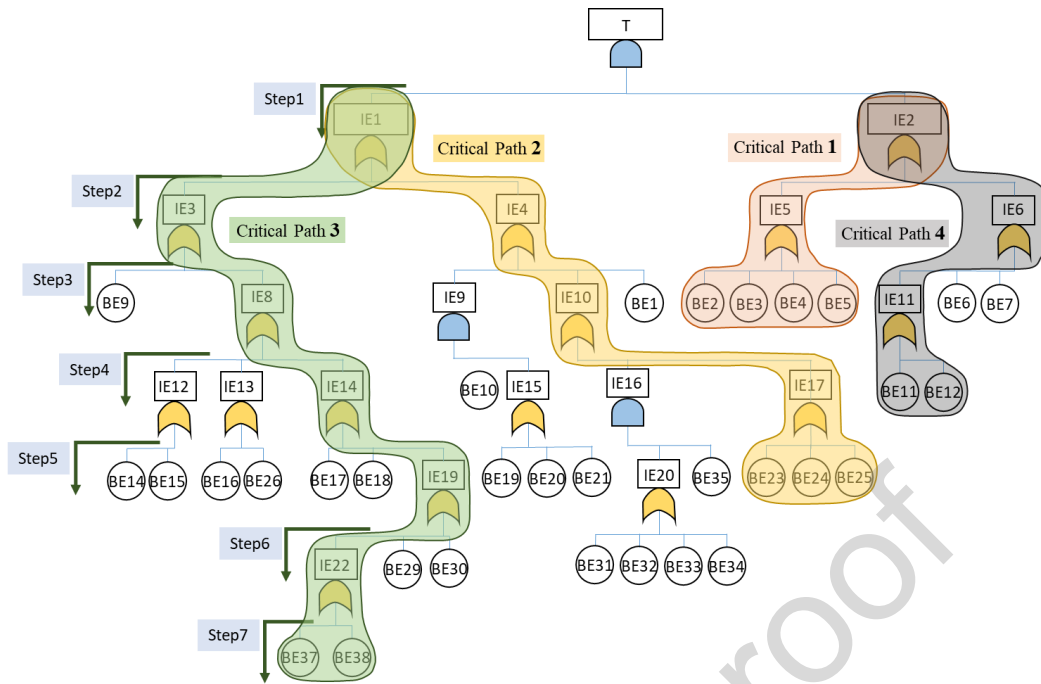 T
Step1
IE1
IE2
Critical Path 2
Critical Path 1
Step2
IE3
IE4
IE5
IE6
Critical Path 3
Critical Path 4
Step3
BE9
IE8
IE9
IE10
BE1
BE2
BE3
BE4
BE5
IE11
BE6
BE7
Step4
IE12
IE13
IE14
BE10
IE15
IE16
IE17
BE11
BE12
Step5
BE14
BE15
BE16
BE26
BE17
BE18
IE19
BE19
BE20
BE21
IE20
BE35
BE23
BE24
BE25
Step6
IE22
BE29
BE30
BE31
BE32
BE33
BE34
Step7
BE37
BE38
roof